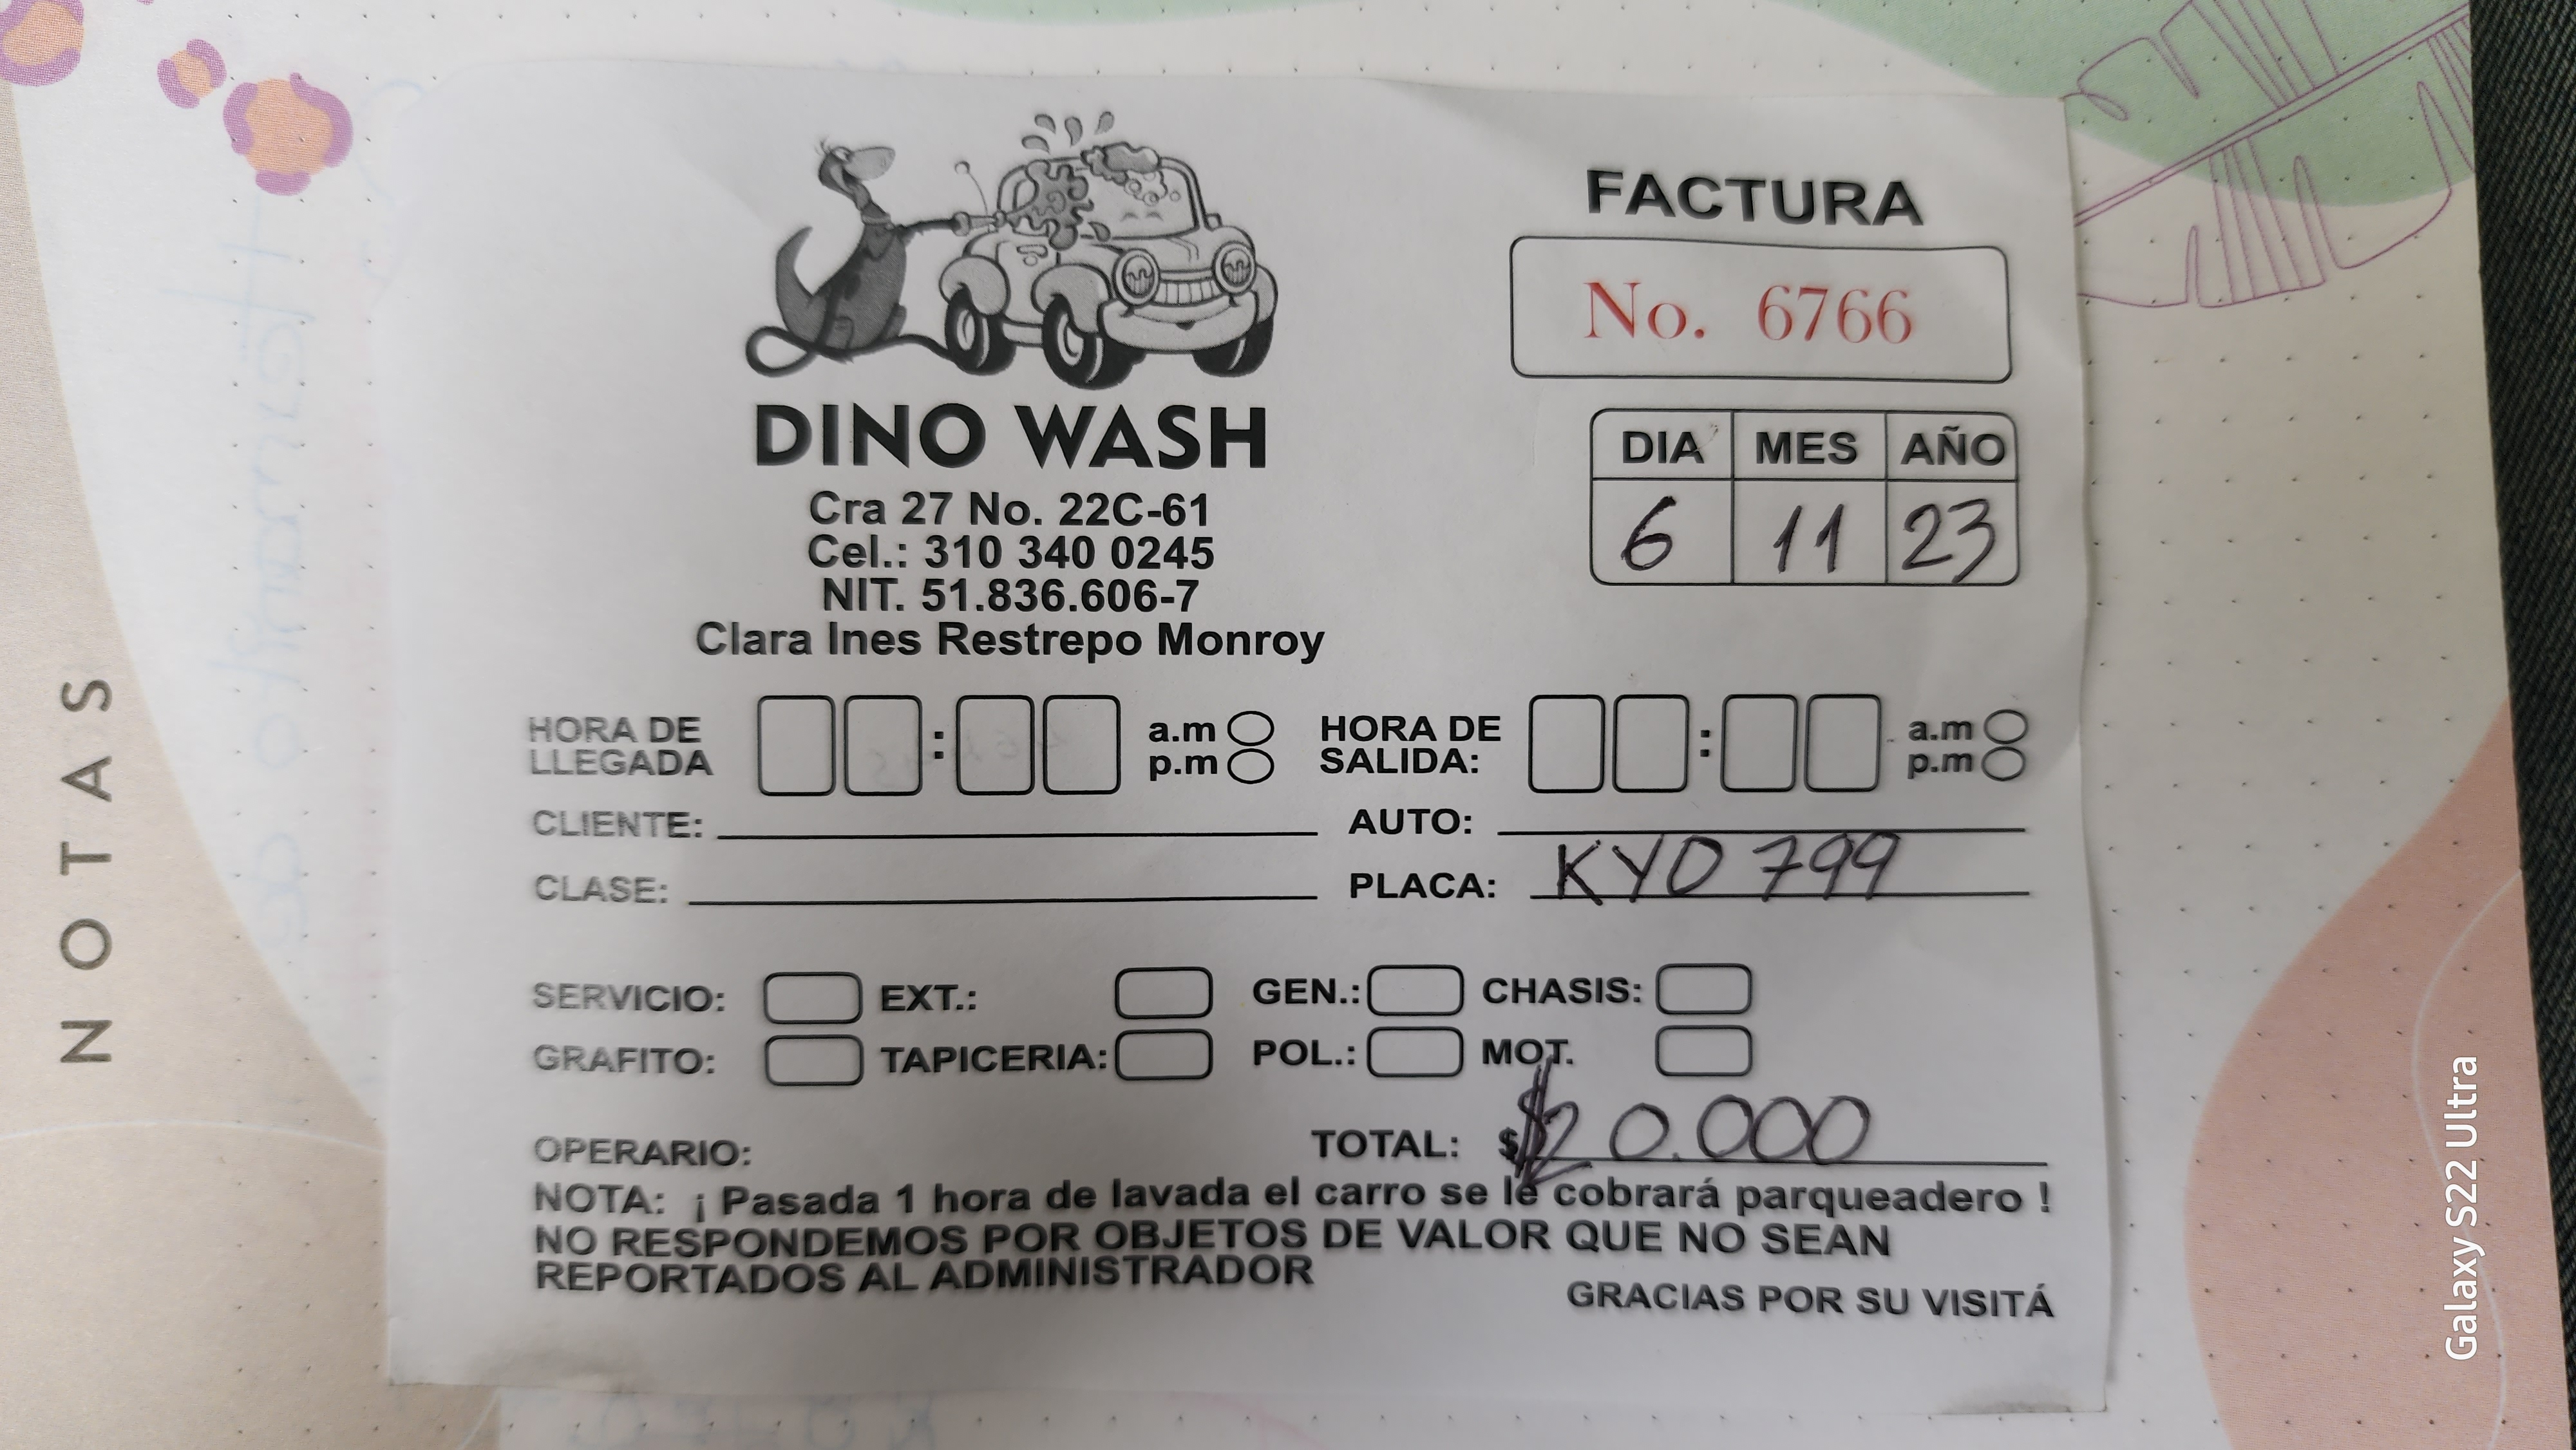 FACTURA
No. 6766
DINO WASH
Cra 27 No. 22C-61
Cel.: 310 340 0245
NIT. 51.836.606-7
Clara Ines Restrepo Monroy
DIA MES AÑO
6 11 23
HORA DE LLEGADA : a.m p.m HORA DE SALIDA: : a.m p.m
CLIENTE: AUTO:
CLASE: PLACA: KYO 799
SERVICIO: EXT.: GEN.: CHASIS:
GRAFITO: TAPICERIA: POL.: MOT.
OPERARIO: TOTAL: $ $20.000
NOTA: ¡ Pasada 1 hora de lavada el carro se le cobrará parqueadero !
NO RESPONDEMOS POR OBJETOS DE VALOR QUE NO SEAN
REPORTADOS AL ADMINISTRADOR
GRACIAS POR SU VISITÁ
NOTAS
Galaxy S22 Ultra